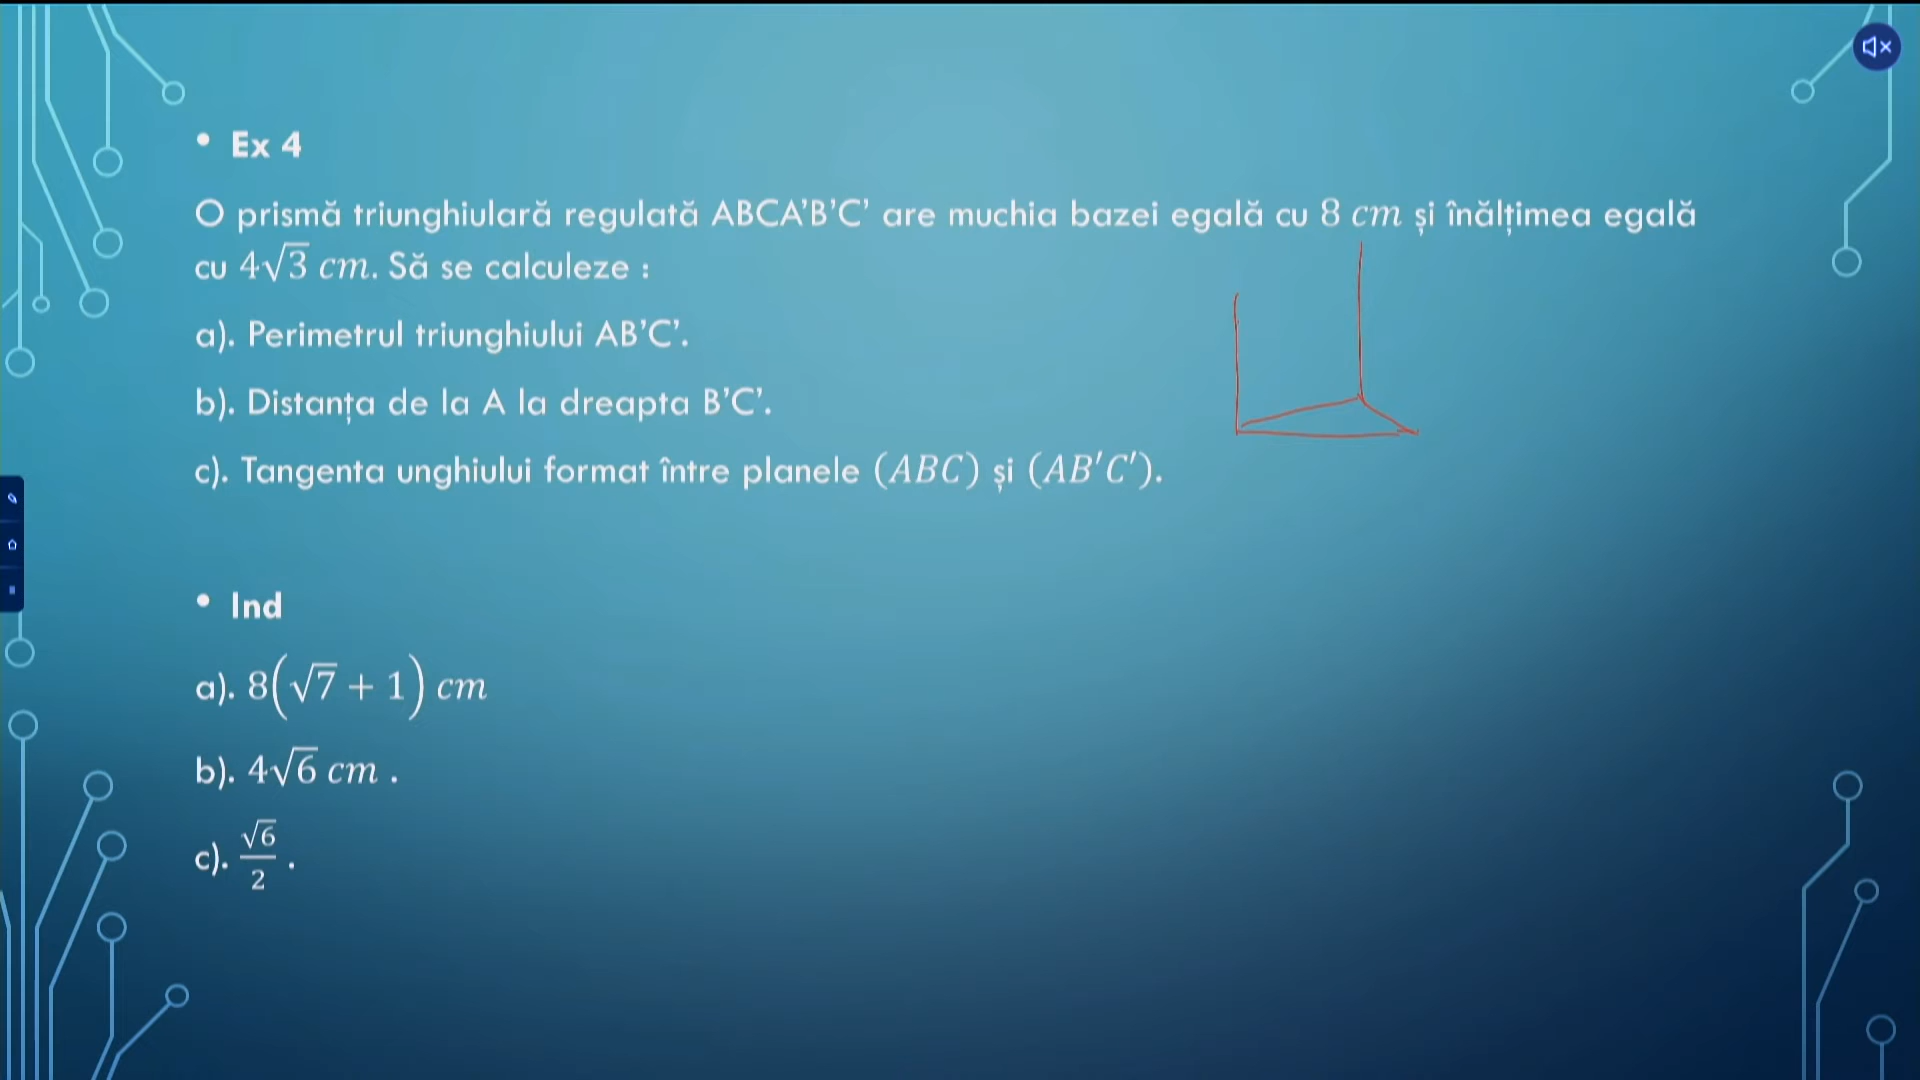 • Ex 4
O prismă triunghiulară regulată ABCA’B’C’ are muchia bazei egală cu 8 cm și înălțimea egală
cu 4√3 cm. Să se calculeze :
a). Perimetrul triunghiului AB’C’.
b). Distanța de la A la dreapta B’C’.
c). Tangenta unghiului format între planele (ABC) și (AB′C′).
• Ind
a). 8(√7 + 1) cm
b). 4√6 cm .
c). √6/2 .